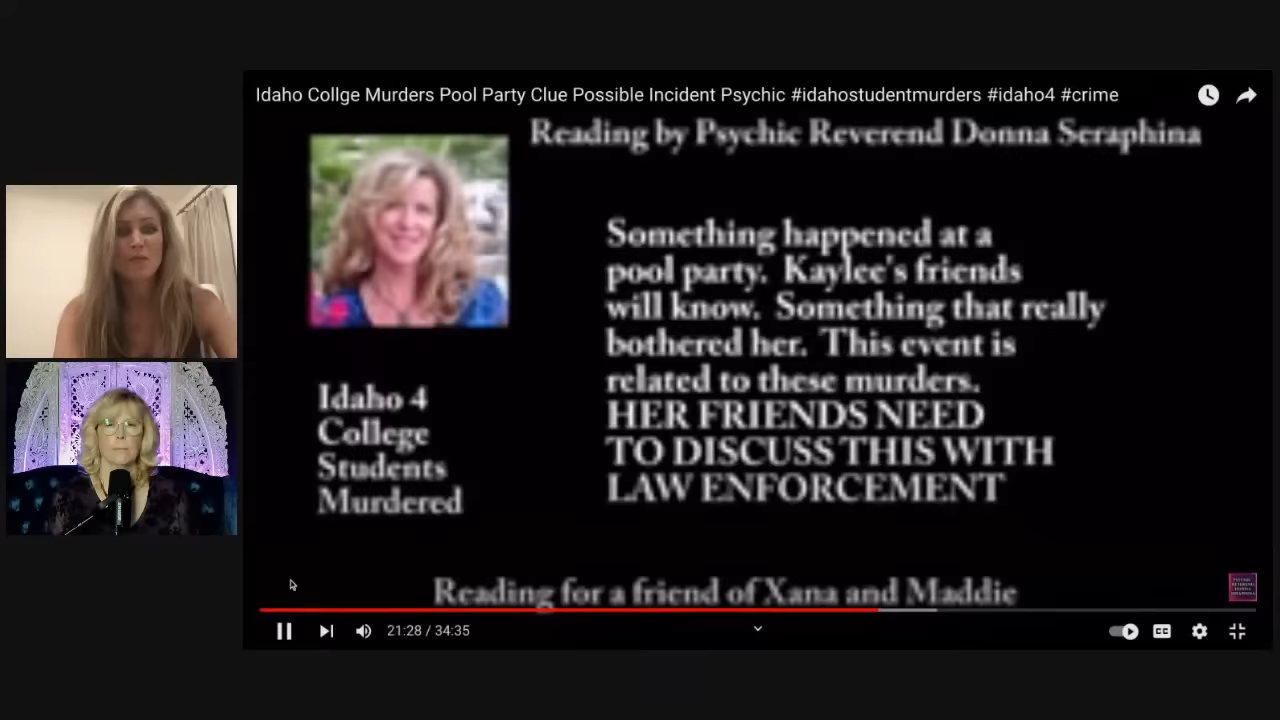 Idaho Collge Murders Pool Party Clue Possible Incident Psychic #idahostudentmurders #idaho4 #crime
Reading by Psychic Reverend Donna Seraphina
Something happened at a
pool party. Kaylee's friends
will know. Something that really
bothered her. This event is
related to these murders.
HER FRIENDS NEED
TO DISCUSS THIS WITH
LAW ENFORCEMENT
Idaho 4
College
Students
Murdered
Reading for a friend of Xana and Maddie
21:28 / 34:35
CC